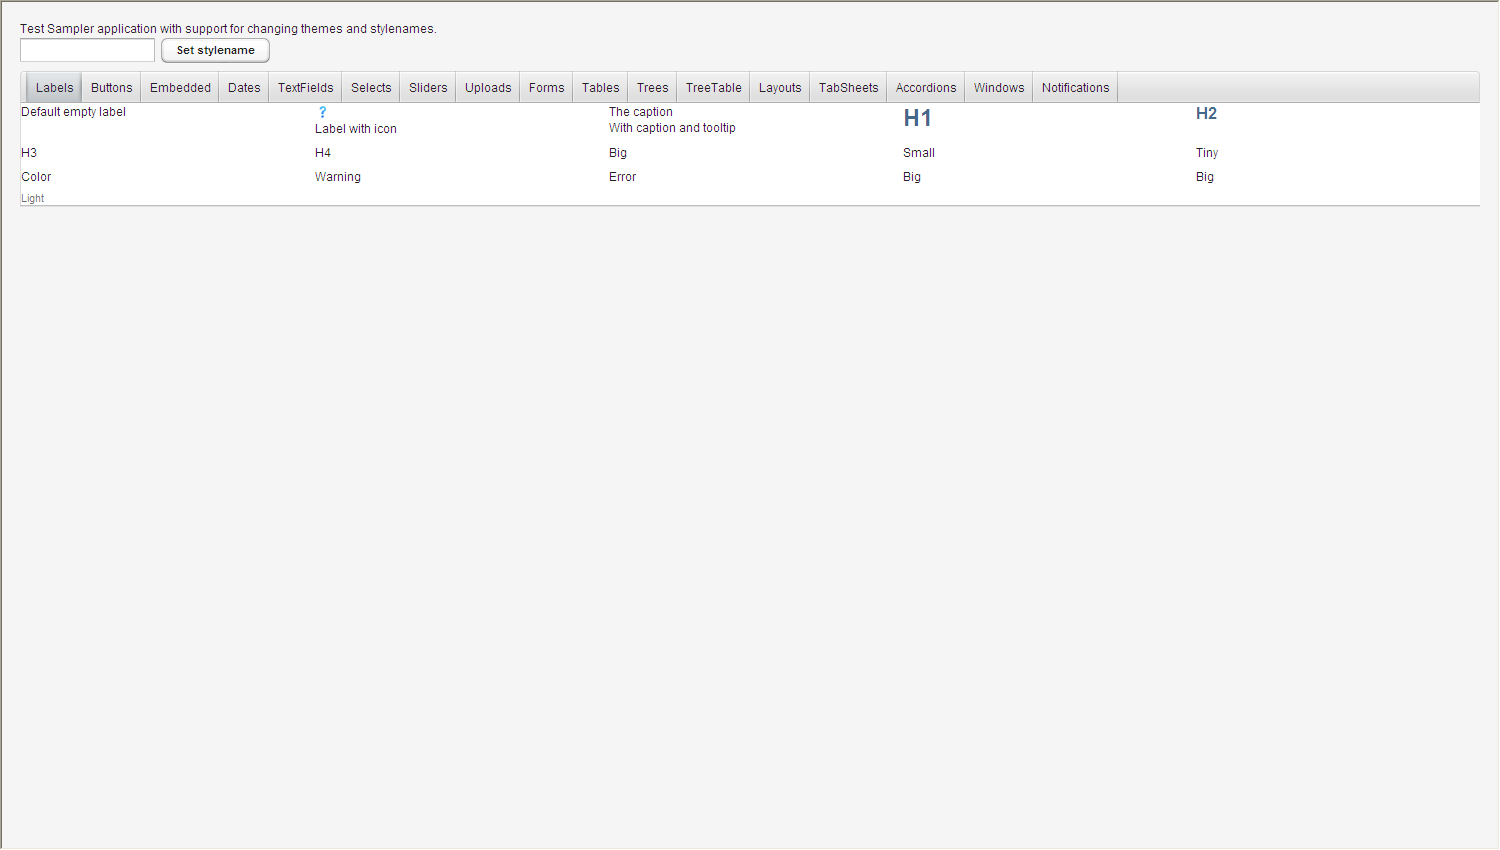 Test Sampler application with support for changing themes and stylenames.
Set stylename
Labels Buttons Embedded Dates TextFields Selects Sliders Uploads Forms Tables Trees TreeTable Layouts TabSheets Accordions Windows Notifications
Default empty label ? The caption H1 H2
Label with icon With caption and tooltip
H3 H4 Big Small Tiny
Color Warning Error Big Big
Light